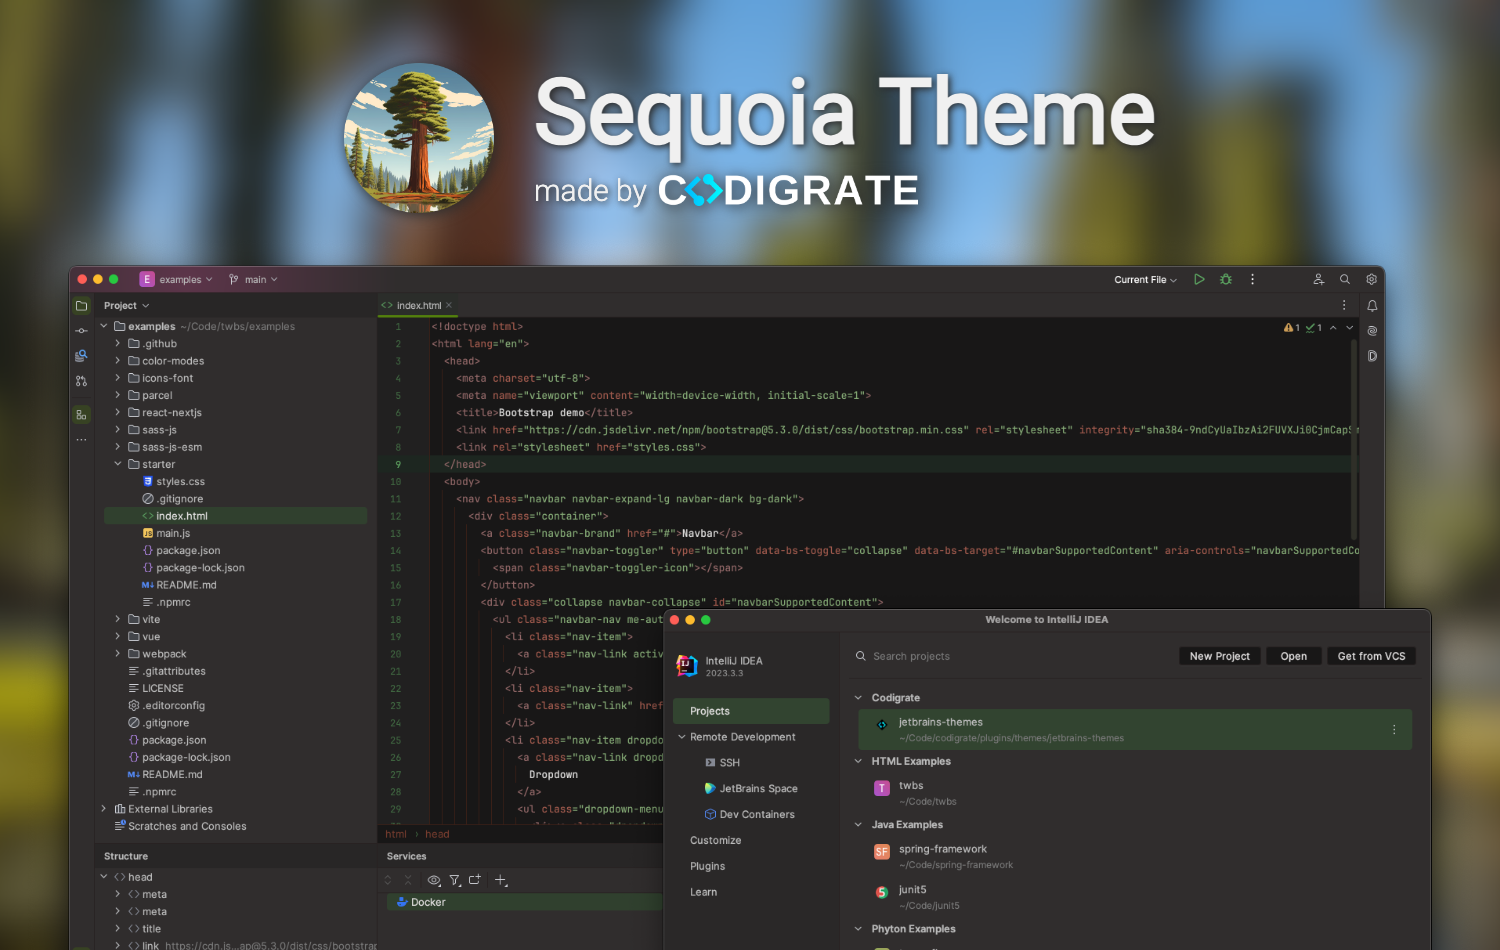 Sequoia Theme
made by CODIGRATE
E examples main Current File
Project
index.html
examples ~/Code/twbs/examples
.github
color-modes
icons-font
parcel
react-nextjs
sass-js
sass-js-esm
starter
styles.css
.gitignore
index.html
main.js
package.json
package-lock.json
README.md
.npmrc
vite
vue
webpack
.gitattributes
LICENSE
.editorconfig
.gitignore
package.json
package-lock.json
README.md
.npmrc
External Libraries
Scratches and Consoles
Structure
head
meta
meta
title
link https://cdn.js...ap@5.3.0/dist/css/bootstrap
1 <!doctype html>
2 <html lang="en">
3 <head>
4 <meta charset="utf-8">
5 <meta name="viewport" content="width=device-width, initial-scale=1">
6 <title>Bootstrap demo</title>
7 <link href="https://cdn.jsdelivr.net/npm/bootstrap@5.3.0/dist/css/bootstrap.min.css" rel="stylesheet" integrity="sha384-9ndCyUaIbzAi2FUVXJi0CjmCapS
8 <link rel="stylesheet" href="styles.css">
9 </head>
10 <body>
11 <nav class="navbar navbar-expand-lg navbar-dark bg-dark">
12 <div class="container">
13 <a class="navbar-brand" href="#">Navbar</a>
14 <button class="navbar-toggler" type="button" data-bs-toggle="collapse" data-bs-target="#navbarSupportedContent" aria-controls="navbarSupportedCo
15 <span class="navbar-toggler-icon"></span>
16 </button>
17 <div class="collapse navbar-collapse" id="navbarSupportedContent">
18 <ul class="navbar-nav me-aut
19 <li class="nav-item">
20 <a class="nav-link activ
21 </li>
22 <li class="nav-item">
23 <a class="nav-link" href
24 </li>
25 <li class="nav-item dropdo
26 <a class="nav-link dropd
27 Dropdown
28 </a>
29 <ul class="dropdown-menu
1 1
D
html › head
Services
Docker
Welcome to IntelliJ IDEA
IntelliJ IDEA
2023.3.3
Projects
Remote Development
SSH
JetBrains Space
Dev Containers
Customize
Plugins
Learn
Search projects New Project Open Get from VCS
Codigrate
jetbrains-themes
~/Code/codigrate/plugins/themes/jetbrains-themes
HTML Examples
T twbs
~/Code/twbs
Java Examples
SF spring-framework
~/Code/spring-framework
junit5
~/Code/junit5
Phyton Examples